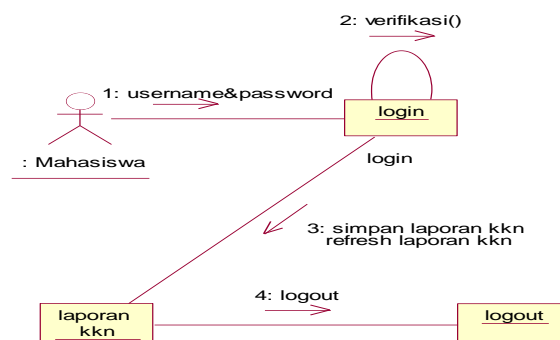 2: verifikasi()
1: username&password
login
: Mahasiswa
login
3: simpan laporan kkn
refresh laporan kkn
4: logout
laporan
kkn
logout